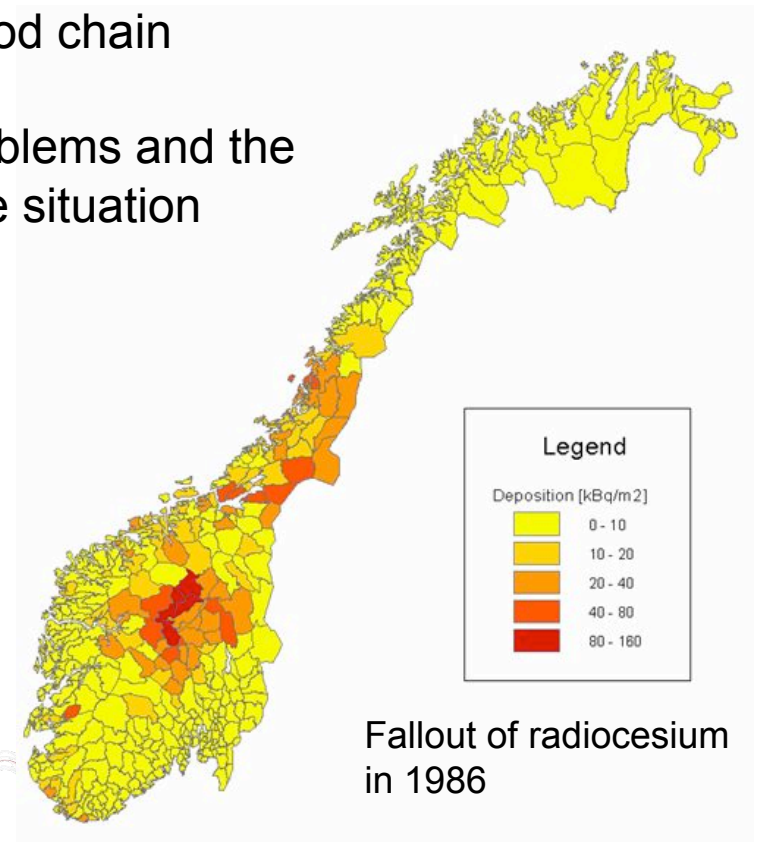 od chain
blems and the
e situation
Legend
Deposition [kBq/m2]
0 - 10
10 - 20
20 - 40
40 - 80
80 - 160
Fallout of radiocesium
in 1986